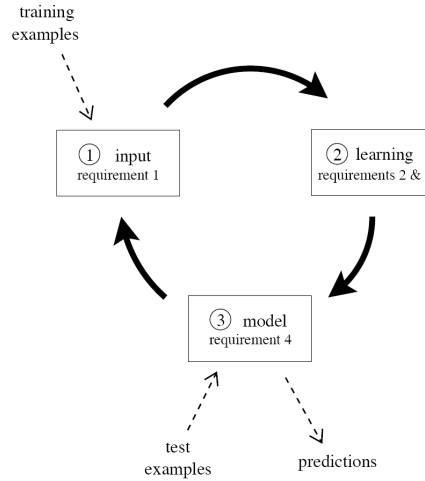 training
examples
① input
requirement 1
② learning
requirements 2 &
③ model
requirement 4
test
examples
predictions